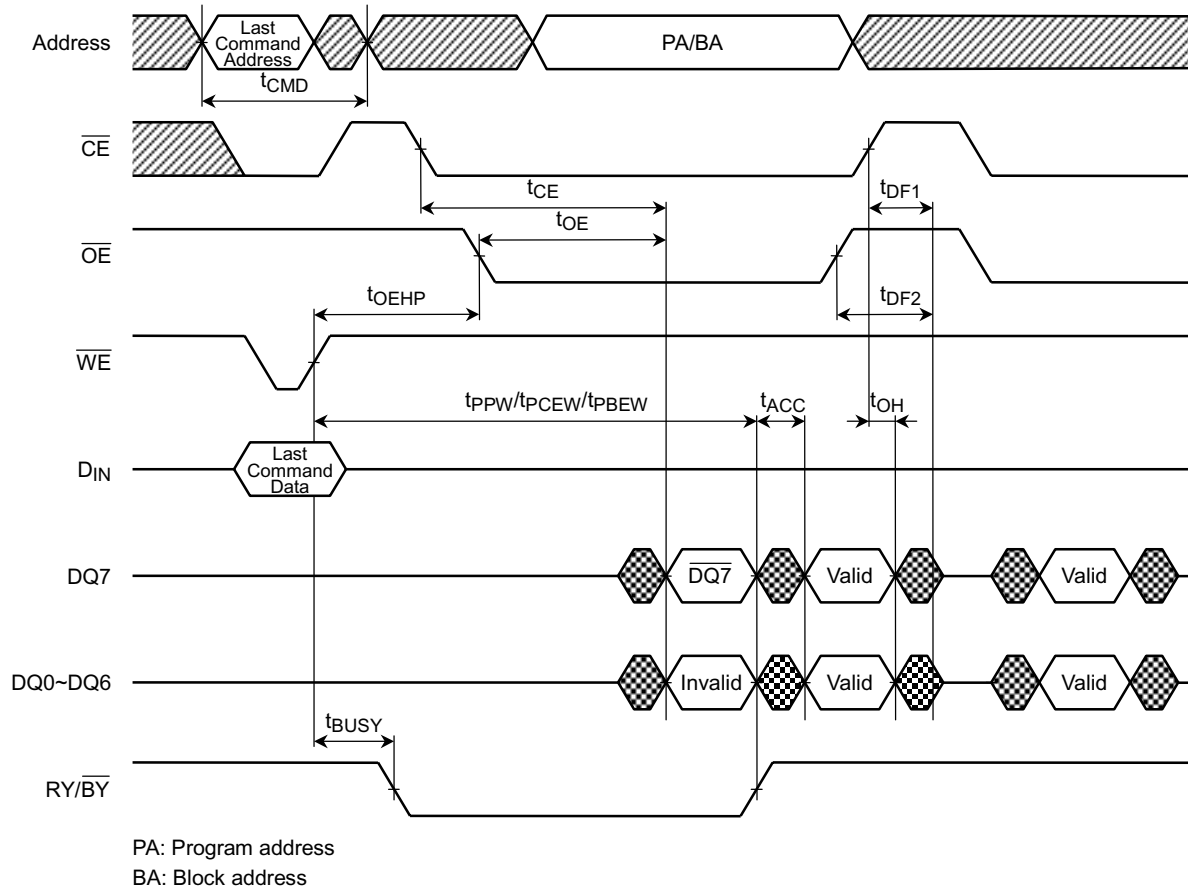 Address
Last
Command
Address
PA/BA
tCMD
CE
tCE
tDF1
OE
tOE
tOEHP
tDF2
WE
tPPW/tPCEW/tPBEW
tACC
tOH
DIN
Last
Command
Data
DQ7
DQ7
Valid
Valid
DQ0~DQ6
Invalid
Valid
Valid
tBUSY
RY/BY
PA: Program address
BA: Block address